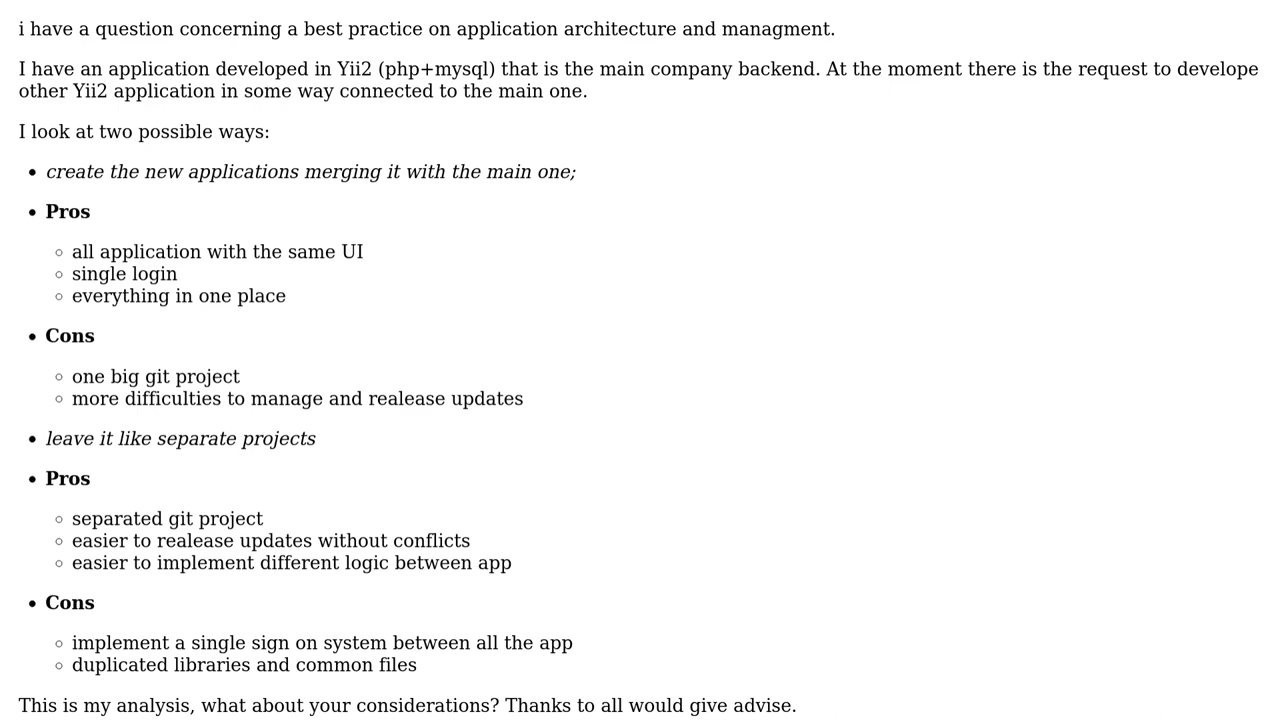 i have a question concerning a best practice on application architecture and managment.
I have an application developed in Yii2 (php+mysql) that is the main company backend. At the moment there is the request to develope
other Yii2 application in some way connected to the main one.
I look at two possible ways:
• create the new applications merging it with the main one;
• Pros
◦ all application with the same UI
◦ single login
◦ everything in one place
• Cons
◦ one big git project
◦ more difficulties to manage and realease updates
• leave it like separate projects
• Pros
◦ separated git project
◦ easier to realease updates without conflicts
◦ easier to implement different logic between app
• Cons
◦ implement a single sign on system between all the app
◦ duplicated libraries and common files
This is my analysis, what about your considerations? Thanks to all would give advise.